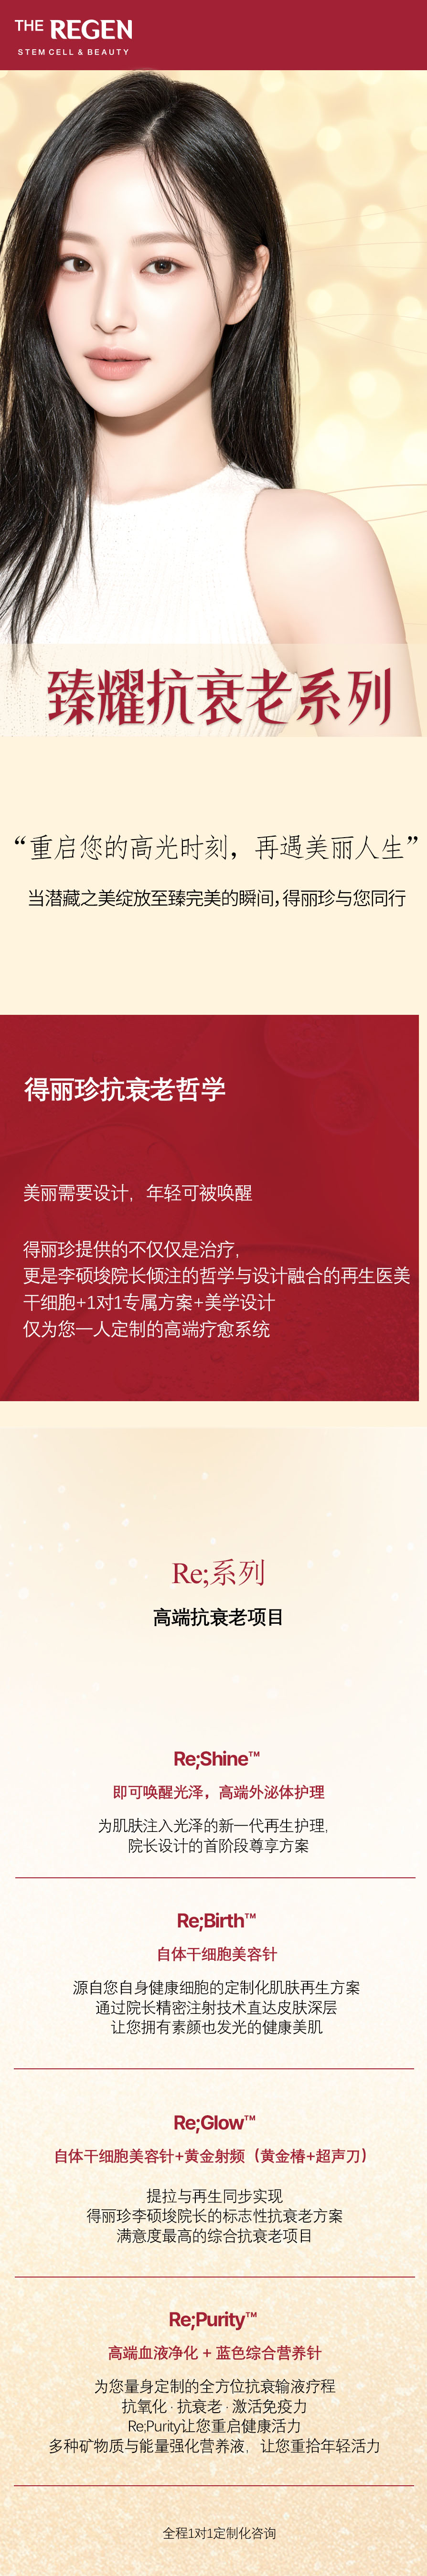 THE REGEN
STEM CELL & BEAUTY
臻耀抗衰老系列
“重启您的高光时刻，再遇美丽人生”
当潜藏之美绽放至臻完美的瞬间，得丽珍与您同行
得丽珍抗衰老哲学
美丽需要设计，年轻可被唤醒
得丽珍提供的不仅仅是治疗，
更是李硕埈院长倾注的哲学与设计融合的再生医美
干细胞+1对1专属方案+美学设计
仅为您一人定制的高端疗愈系统
Re;系列
高端抗衰老项目
Re;Shine™
即可唤醒光泽，高端外泌体护理
为肌肤注入光泽的新一代再生护理，
院长设计的首阶段尊享方案
Re;Birth™
自体干细胞美容针
源自您自身健康细胞的定制化肌肤再生方案
通过院长精密注射技术直达皮肤深层
让您拥有素颜也发光的健康美肌
Re;Glow™
自体干细胞美容针+黄金射频（黄金椿+超声刀）
提拉与再生同步实现
得丽珍李硕埈院长的标志性抗衰老方案
满意度最高的综合抗衰老项目
Re;Purity™
高端血液净化 + 蓝色综合营养针
为您量身定制的全方位抗衰输液疗程
抗氧化 · 抗衰老 · 激活免疫力
Re;Purity让您重启健康活力
多种矿物质与能量强化营养液，让您重拾年轻活力
全程1对1定制化咨询